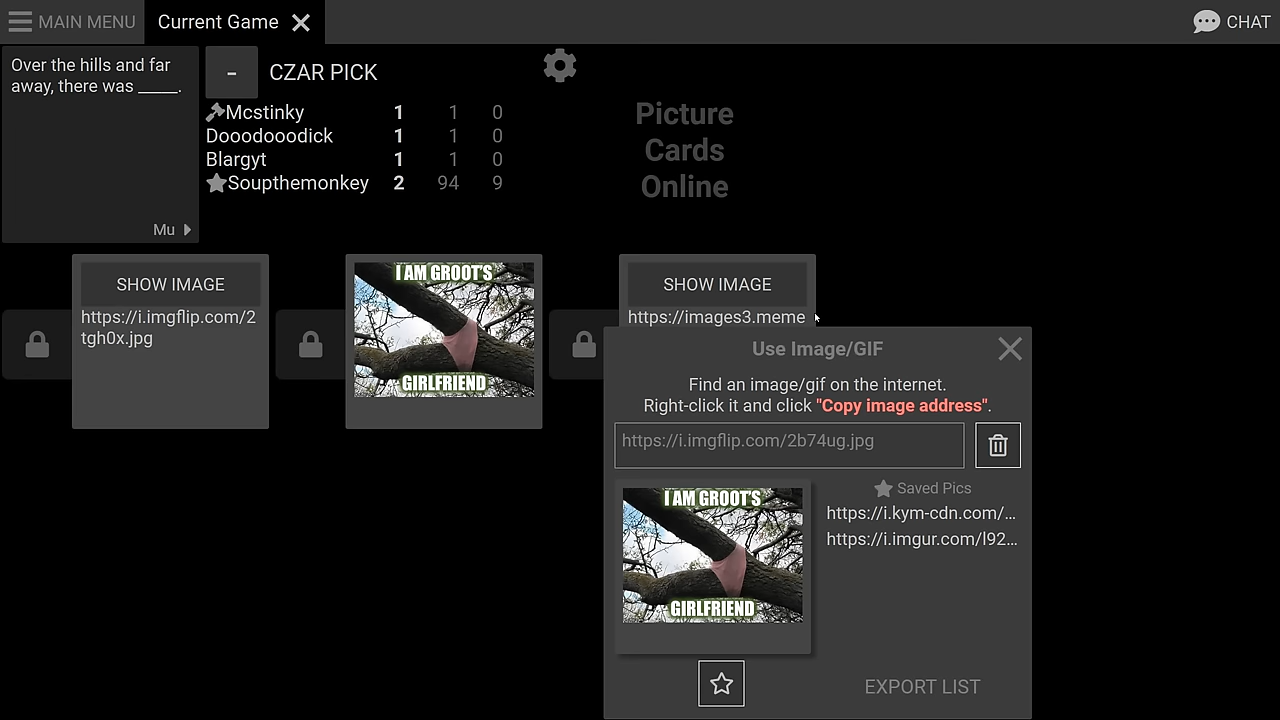 MAIN MENU
Current Game
CHAT
Over the hills and far
away, there was _____.
Mu
-
CZAR PICK
Mcstinky 1 1 0
Dooodooodick 1 1 0
Blargyt 1 1 0
Soupthemonkey 2 94 9
Picture
Cards
Online
SHOW IMAGE
https://i.imgflip.com/2
tgh0x.jpg
I AM GROOT'S
GIRLFRIEND
SHOW IMAGE
https://images3.meme
Use Image/GIF
Find an image/gif on the internet.
Right-click it and click "Copy image address".
https://i.imgflip.com/2b74ug.jpg
I AM GROOT'S
GIRLFRIEND
Saved Pics
https://i.kym-cdn.com/...
https://i.imgur.com/l92...
EXPORT LIST